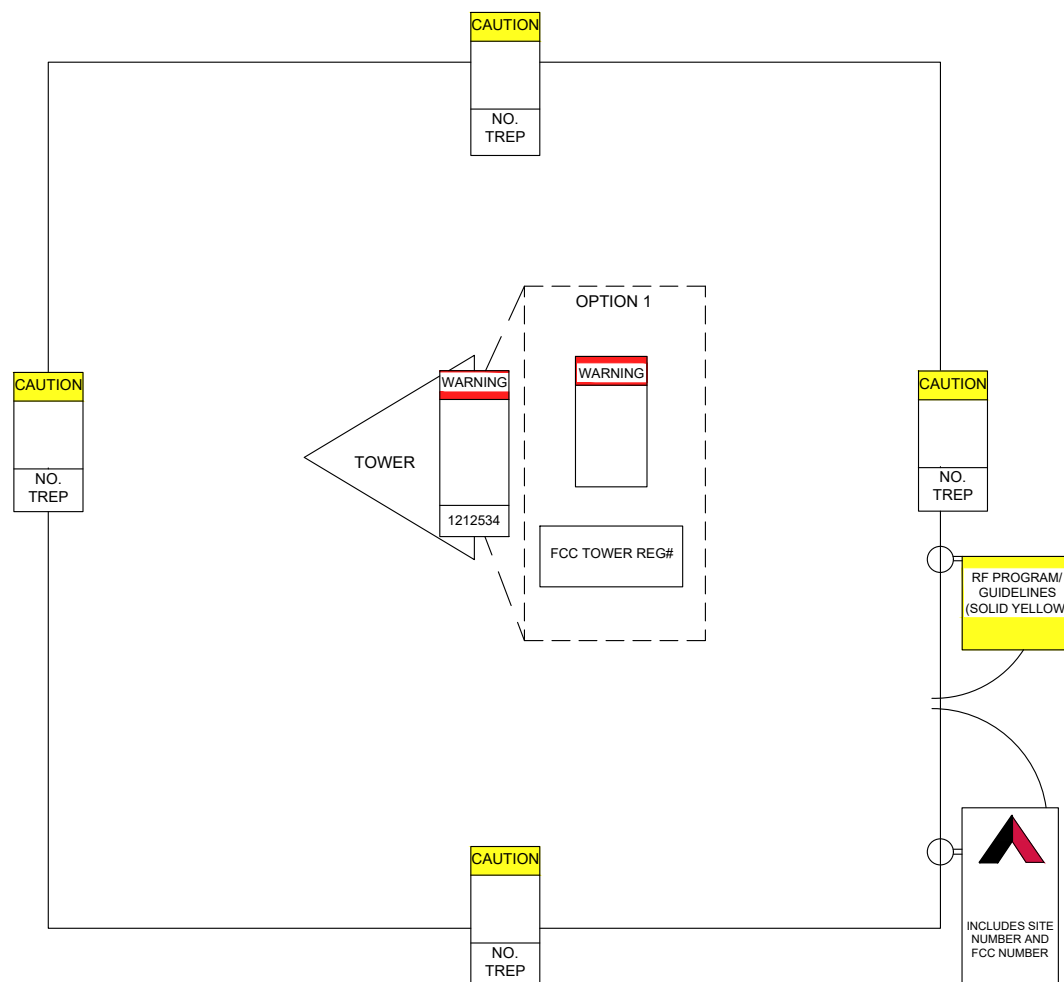 CAUTION
NO.
TREP
OPTION 1
WARNING
WARNING
CAUTION
CAUTION
TOWER
NO.
TREP
NO.
TREP
1212534
FCC TOWER REG#
RF PROGRAM/
GUIDELINES
(SOLID YELLOW
CAUTION
INCLUDES SITE
NUMBER AND
FCC NUMBER
NO.
TREP